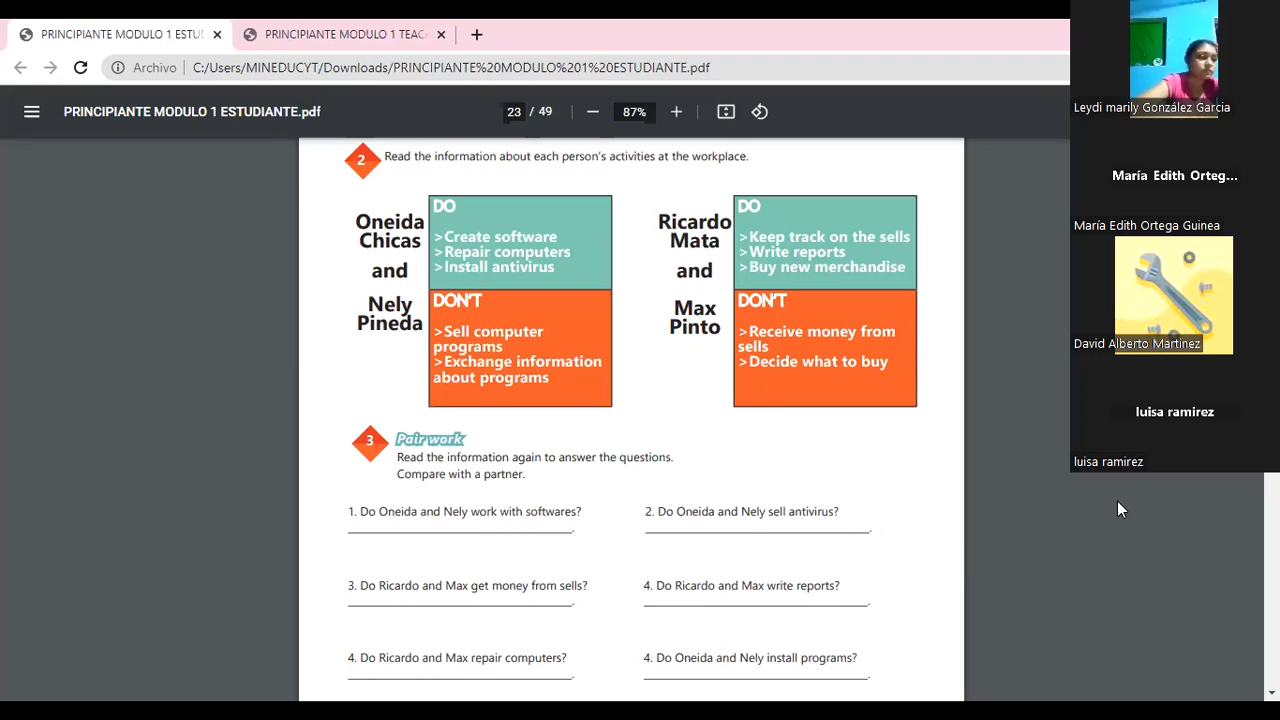 PRINCIPIANTE MODULO 1 ESTUD
PRINCIPIANTE MODULO 1 TEAC
Archivo
C:/Users/MINEDUCYT/Downloads/PRINCIPIANTE%20MODULO%201%20ESTUDIANTE.pdf
PRINCIPIANTE MODULO 1 ESTUDIANTE.pdf
23 / 49
87%
2
Read the information about each person's activities at the workplace.
Oneida
Chicas
and
Nely
Pineda
DO
>Create software
>Repair computers
>Install antivirus
DON'T
>Sell computer
programs
>Exchange information
about programs
Ricardo
Mata
and
Max
Pinto
DO
>Keep track on the sells
>Write reports
>Buy new merchandise
DON'T
>Receive money from
sells
>Decide what to buy
3
Pair work
Read the information again to answer the questions.
Compare with a partner.
1. Do Oneida and Nely work with softwares?
2. Do Oneida and Nely sell antivirus?
3. Do Ricardo and Max get money from sells?
4. Do Ricardo and Max write reports?
4. Do Ricardo and Max repair computers?
4. Do Oneida and Nely install programs?
Leydi marily González Garcia
María Edith Orteg...
María Edith Ortega Guinea
David Alberto Martinez
luisa ramirez
luisa ramirez